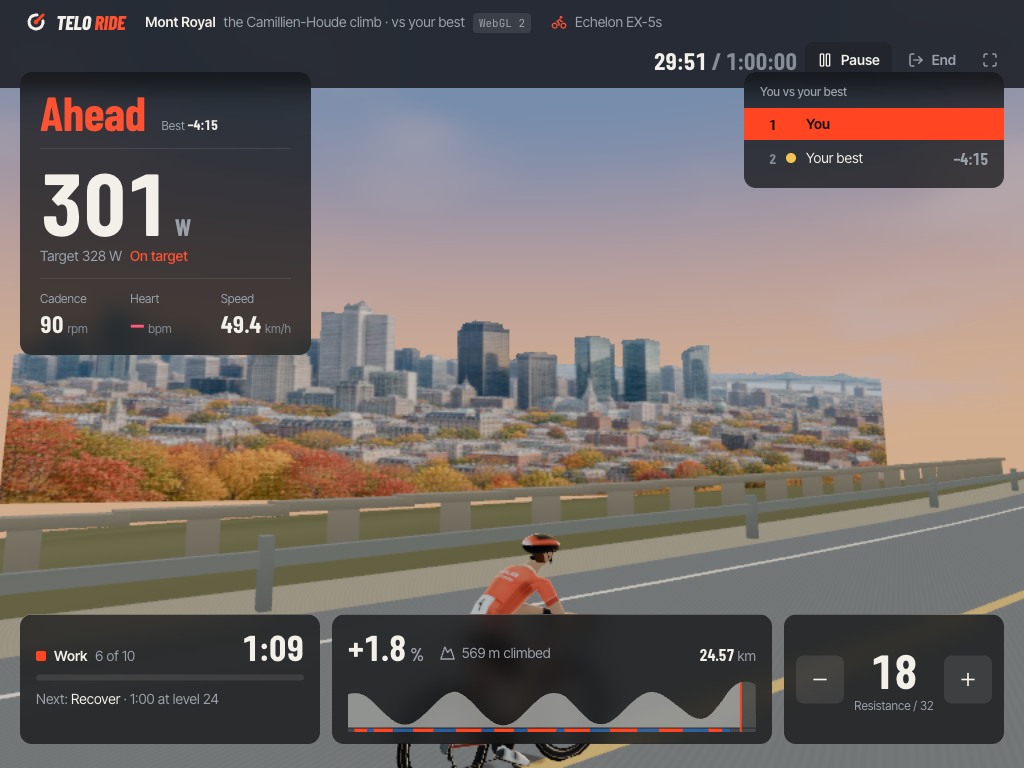 TELO RIDE
Mont Royal the Camillien-Houde climb · vs your best WebGL 2 Echelon EX-5s
29:51 / 1:00:00 Pause End
Ahead Best –4:15
301 W
Target 328 W On target
Cadence Heart Speed
90 rpm – bpm 49.4 km/h
You vs your best
1 You
2 Your best –4:15
Work 6 of 10 1:09
Next: Recover · 1:00 at level 24
+1.8 % 569 m climbed 24.57 km
− 18 +
Resistance / 32